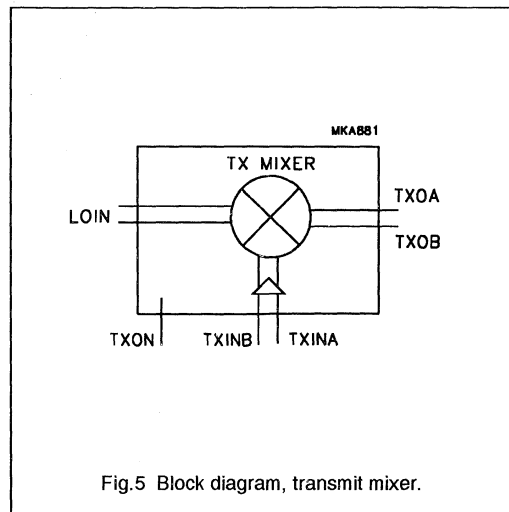 MKA881
TX MIXER
LOIN
TXOA
TXOB
TXON
TXINB
TXINA
Fig.5 Block diagram, transmit mixer.